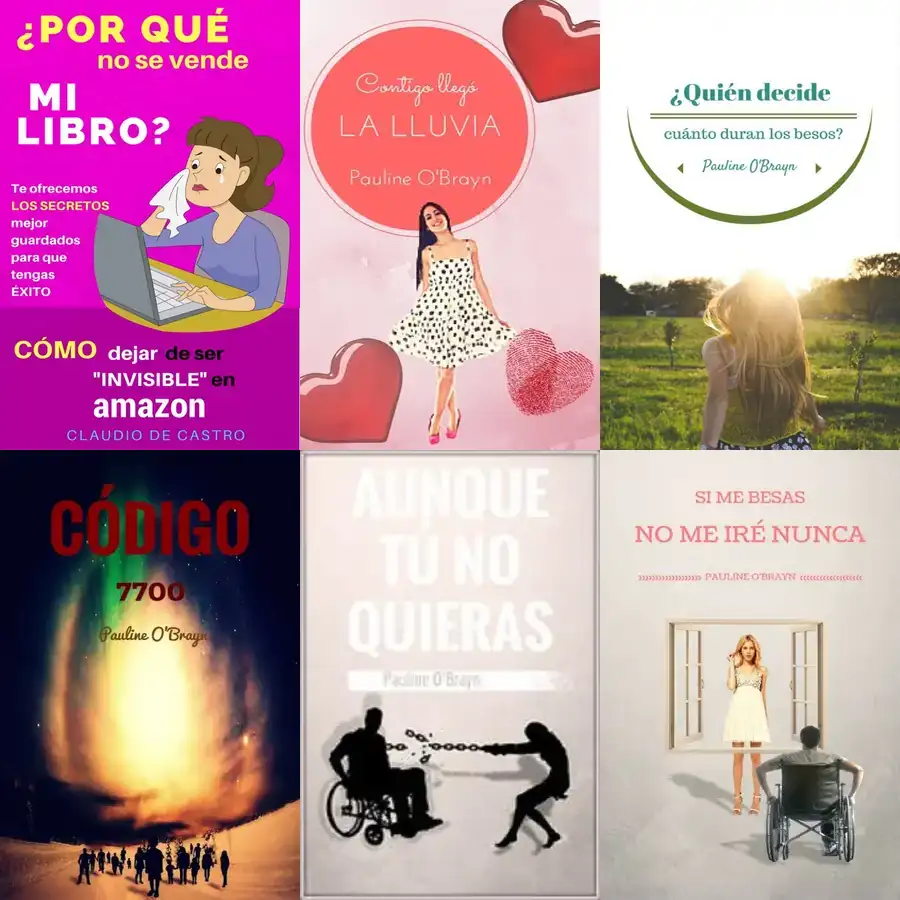 ¿POR QUÉ
no se vende
MI
LIBRO?
Te ofrecemos
LOS SECRETOS
mejor
guardados
para que
tengas
ÉXITO
CÓMO dejar de ser
"INVISIBLE" en
amazon
CLAUDIO DE CASTRO
Contigo llegó
LA LLUVIA
Pauline O'Brayn
¿Quién decide
cuánto duran los besos?
Pauline O'Brayn
CÓDIGO
7700
Pauline O'Brayn
AUNQUE
TU NO
QUIERAS
Pauline O'Brayn
SI ME BESAS
NO ME IRÉ NUNCA
PAULINE O'BRAYN